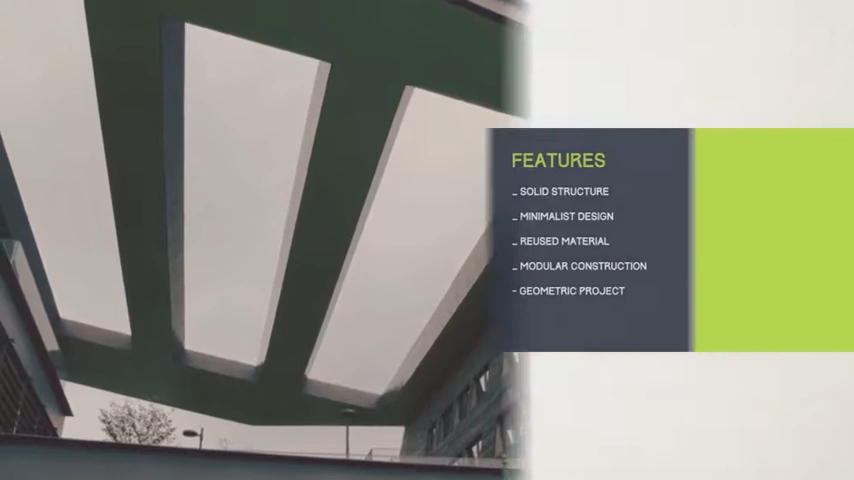 FEATURES
_ SOLID STRUCTURE
_ MINIMALIST DESIGN
_ REUSED MATERIAL
_ MODULAR CONSTRUCTION
- GEOMETRIC PROJECT